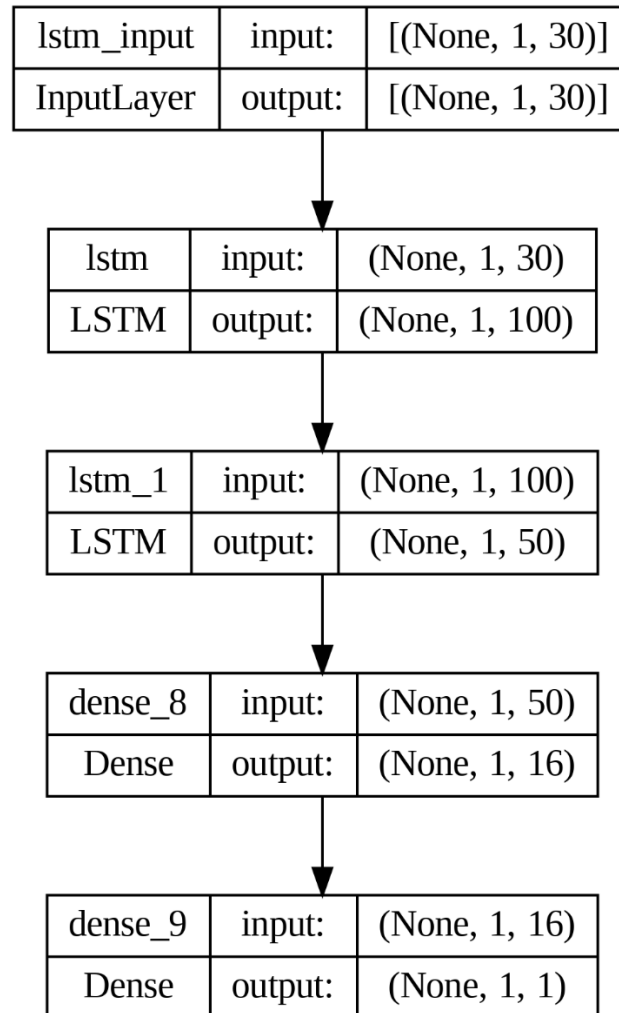 lstm_input input: [(None, 1, 30)]
InputLayer output: [(None, 1, 30)]
lstm input: (None, 1, 30)
LSTM output: (None, 1, 100)
lstm_1 input: (None, 1, 100)
LSTM output: (None, 1, 50)
dense_8 input: (None, 1, 50)
Dense output: (None, 1, 16)
dense_9 input: (None, 1, 16)
Dense output: (None, 1, 1)